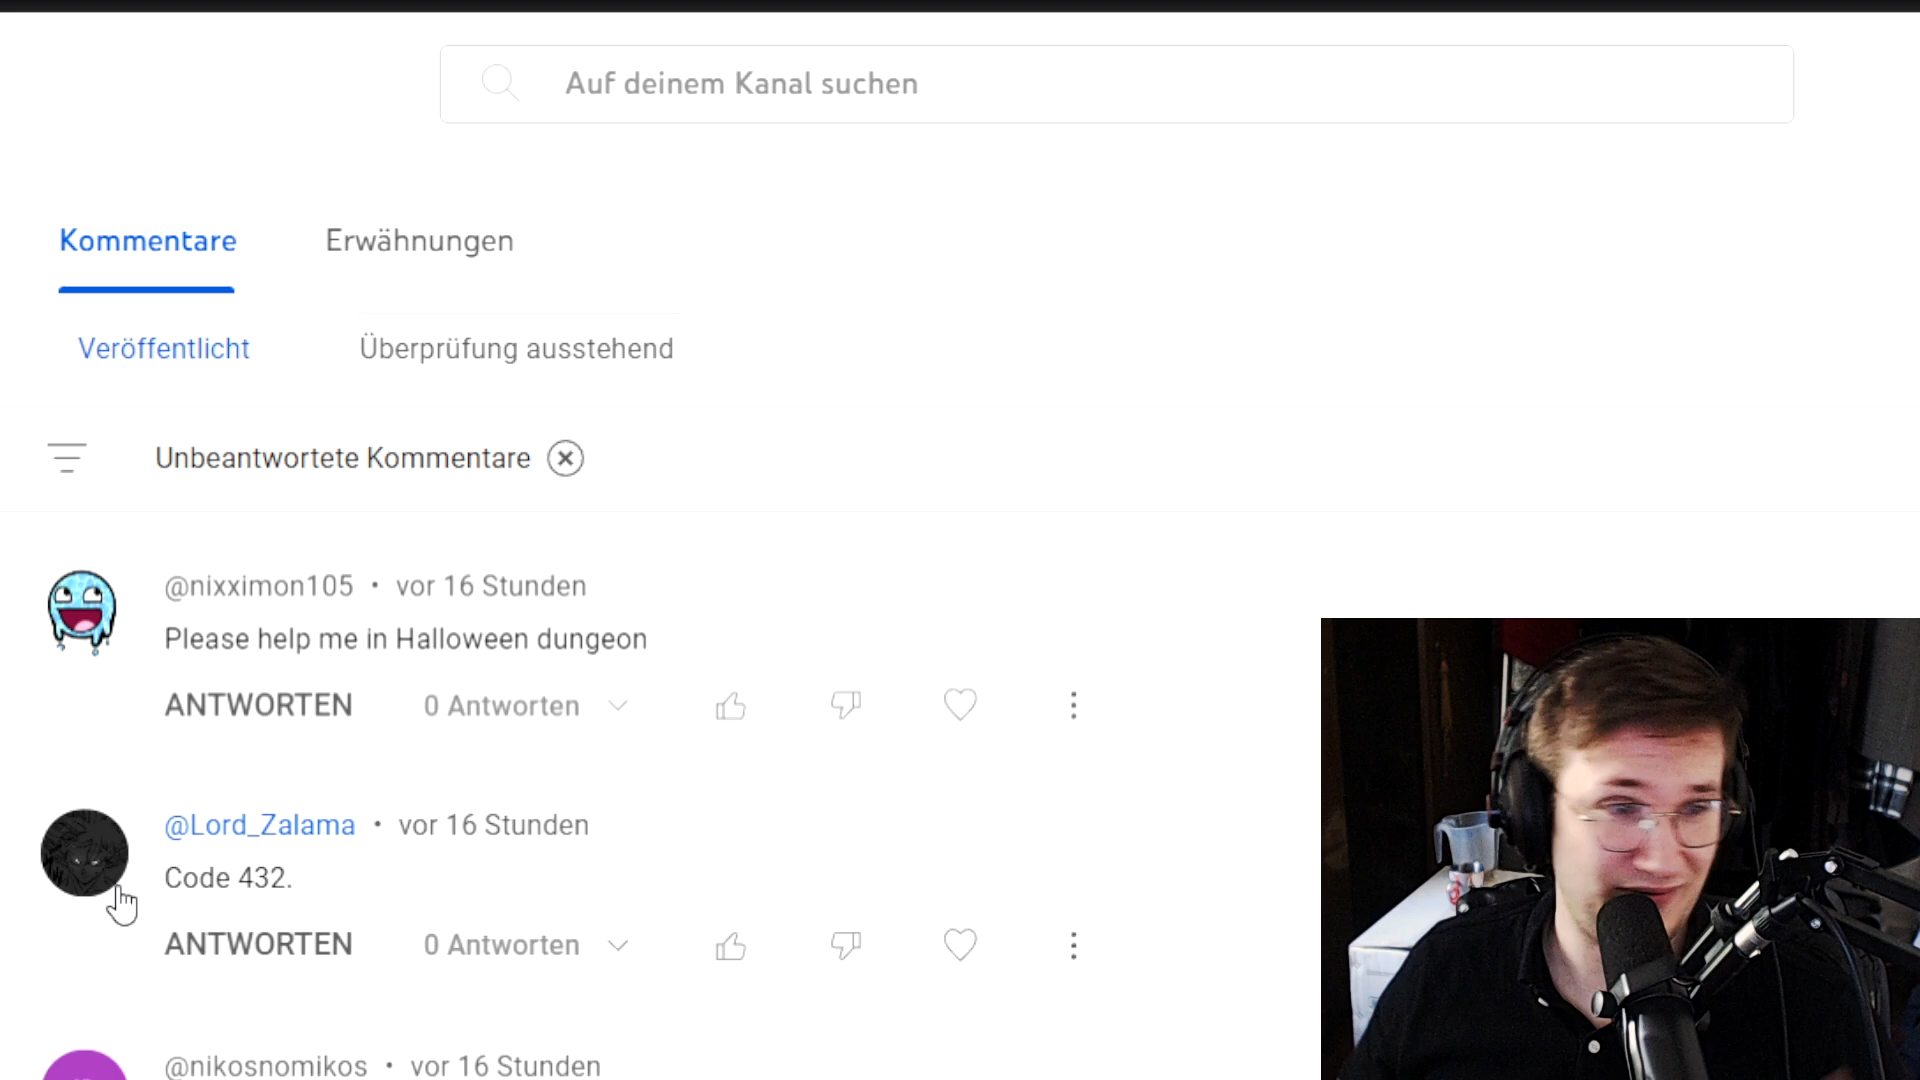 Auf deinem Kanal suchen
Kommentare Erwähnungen
Veröffentlicht Überprüfung ausstehend
Unbeantwortete Kommentare
@nixximon105 • vor 16 Stunden
Please help me in Halloween dungeon
ANTWORTEN 0 Antworten
@Lord_Zalama • vor 16 Stunden
Code 432.
ANTWORTEN 0 Antworten
@nikosnomikos • vor 16 Stunden